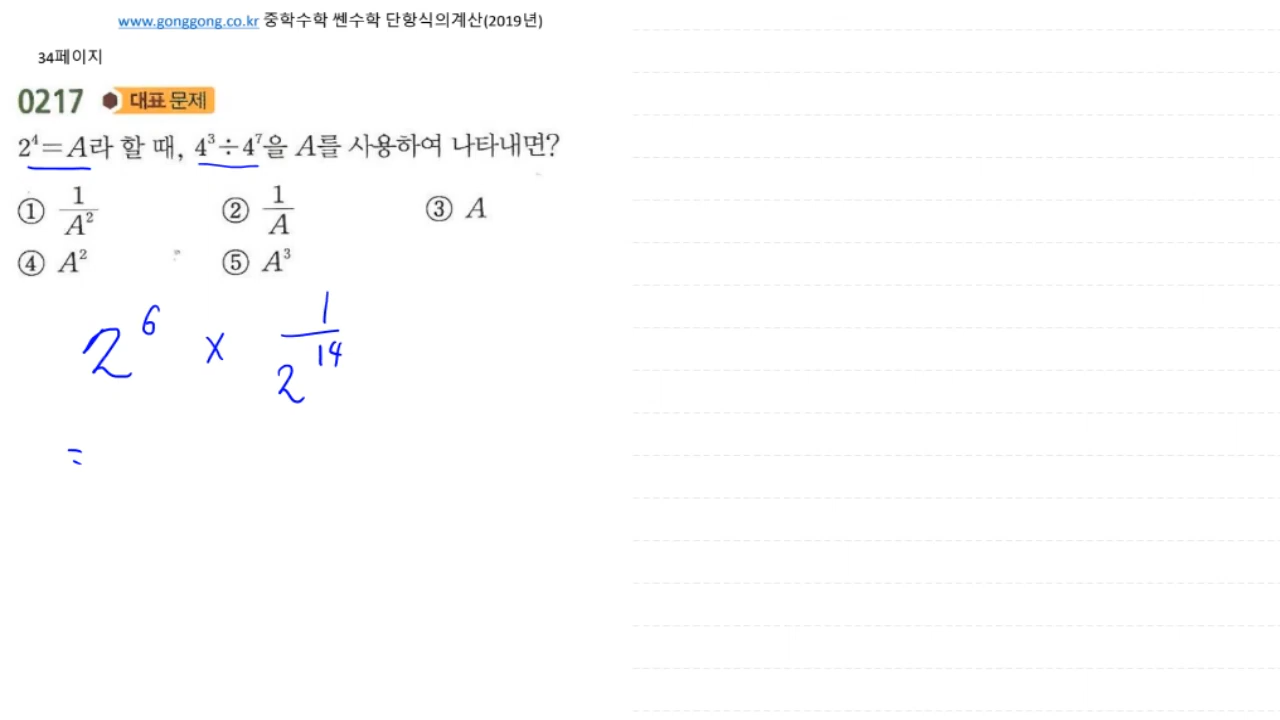 www.gonggong.co.kr 중학수학 쎈수학 단항식의계산(2019년)
34페이지
0217 대표 문제
2⁴=A라 할 때, 4³÷4⁷을 A를 사용하여 나타내면?
① 1/A² ② 1/A ③ A
④ A² ⑤ A³
2⁶ × 1/2¹⁴
=